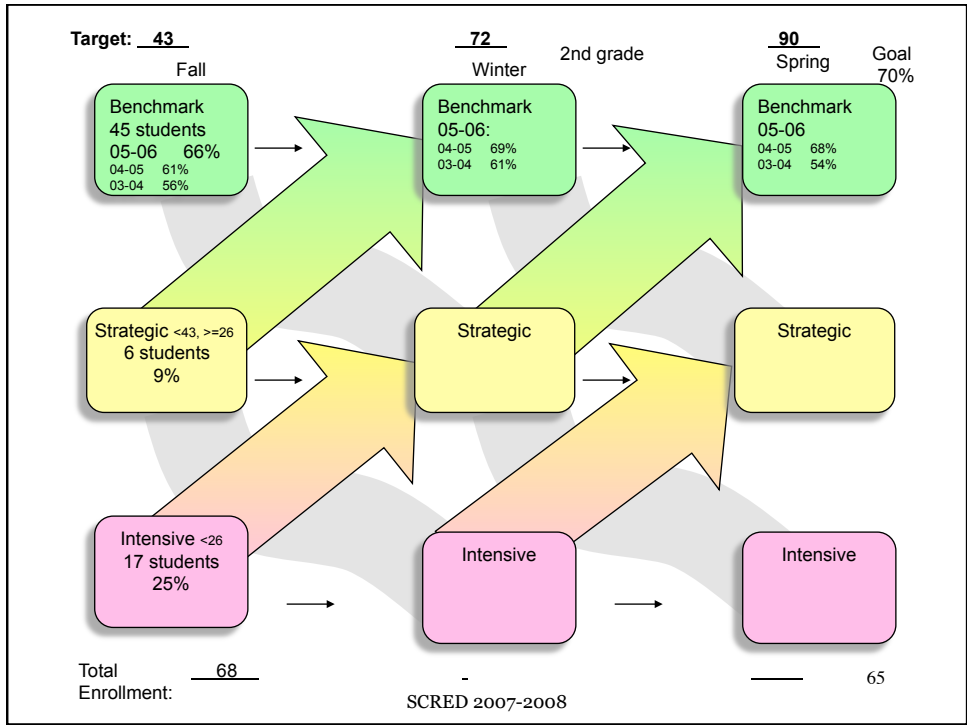 Target: 43 72 90
2nd grade
Goal
70%
Fall Winter Spring
Benchmark
45 students
05-06 66%
04-05 61%
03-04 56%
Benchmark
05-06:
04-05 69%
03-04 61%
Benchmark
05-06
04-05 68%
03-04 54%
Strategic <43, >=26
6 students
9%
Strategic
Strategic
Intensive <26
17 students
25%
Intensive
Intensive
Total
Enrollment:
68
65
SCRED 2007-2008